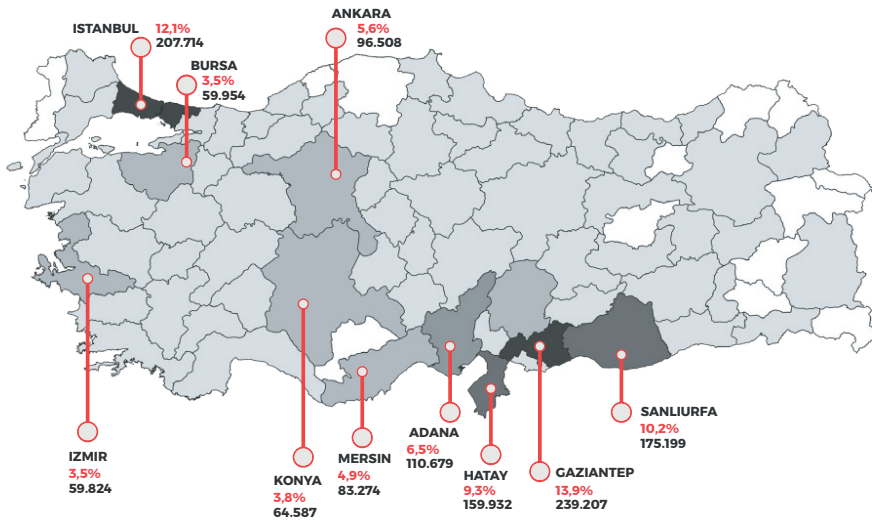 ISTANBUL 12,1%
207.714
BURSA
3,5%
59.954
ANKARA
5,6%
96.508
IZMIR
3,5%
59.824
KONYA
3,8%
64.587
MERSIN
4,9%
83.274
ADANA
6,5%
110.679
HATAY
9,3%
159.932
GAZIANTEP
13,9%
239.207
SANLIURFA
10,2%
175.199